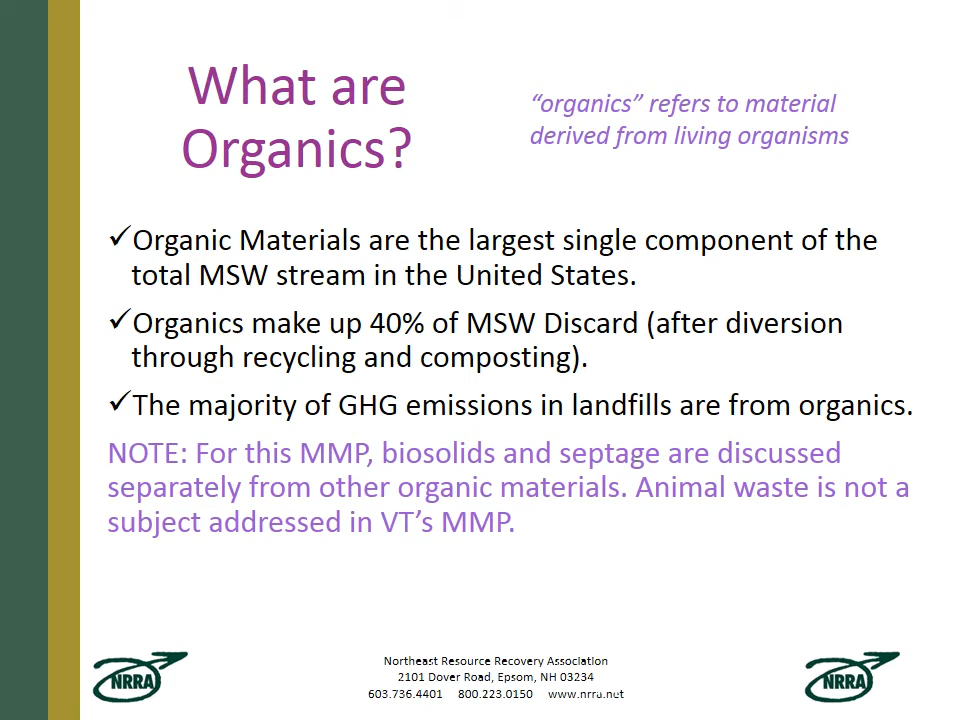 What are
Organics?
“organics” refers to material
derived from living organisms
✓Organic Materials are the largest single component of the
total MSW stream in the United States.
✓Organics make up 40% of MSW Discard (after diversion
through recycling and composting).
✓The majority of GHG emissions in landfills are from organics.
NOTE: For this MMP, biosolids and septage are discussed
separately from other organic materials. Animal waste is not a
subject addressed in VT’s MMP.
NRRA
Northeast Resource Recovery Association
2101 Dover Road, Epsom, NH 03234
603.736.4401 800.223.0150 www.nrra.net
NRRA